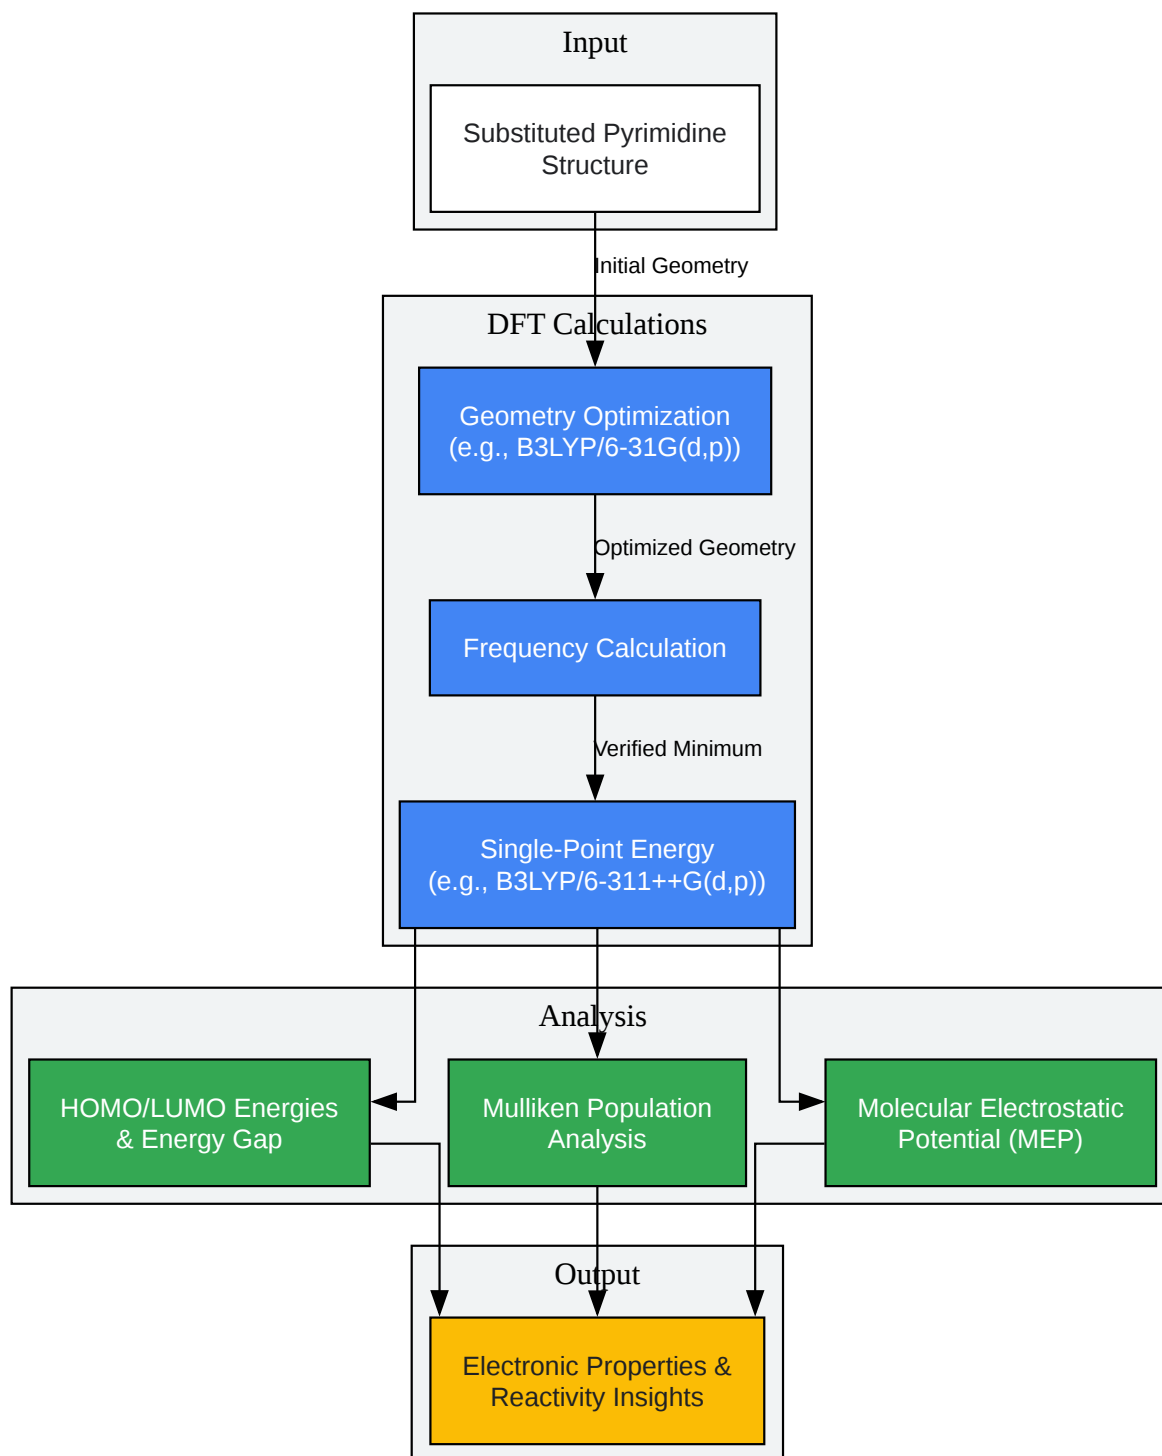 Input
Substituted Pyrimidine
Structure
Initial Geometry
DFT Calculations
Geometry Optimization
(e.g., B3LYP/6-31G(d,p))
Optimized Geometry
Frequency Calculation
Verified Minimum
Single-Point Energy
(e.g., B3LYP/6-311++G(d,p))
Analysis
HOMO/LUMO Energies
& Energy Gap
Mulliken Population
Analysis
Molecular Electrostatic
Potential (MEP)
Output
Electronic Properties &
Reactivity Insights